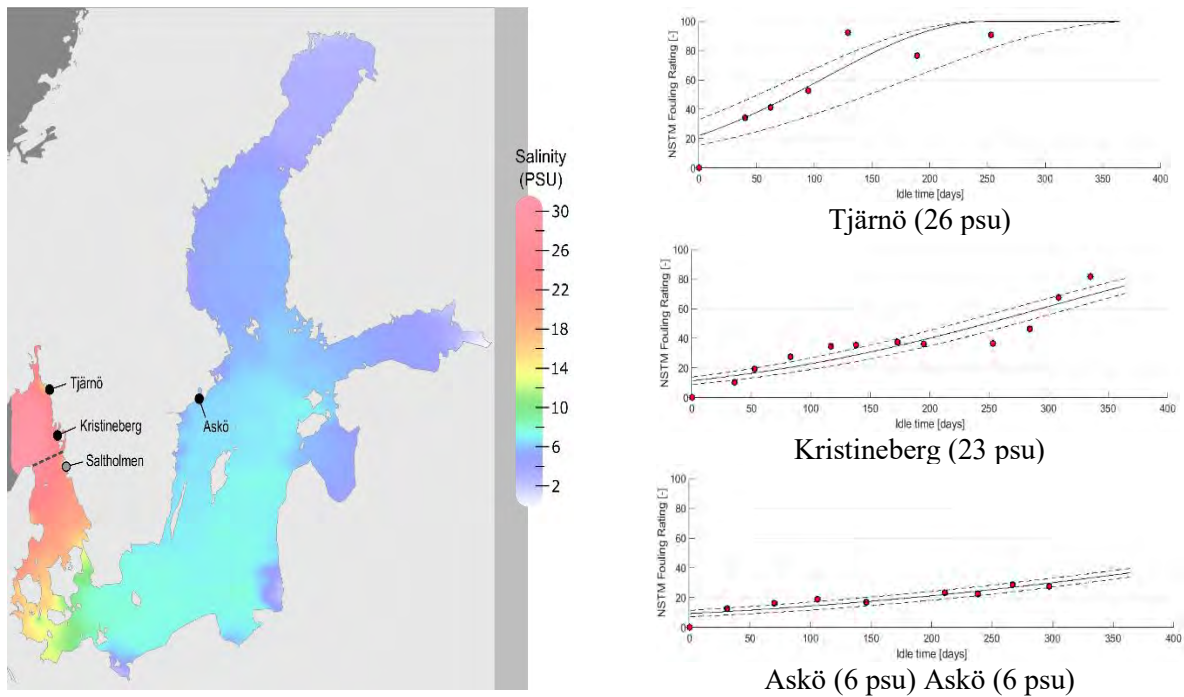 Salinity
(PSU)
30
26
22
18
14
10
6
2
Tjärnö
Kristineberg
Saltholmen
Askö
NSTM Fouling Rating [-]
100
80
60
40
20
0
0 50 100 150 200 250 300 350 400
Idle time [days]
Tjärnö (26 psu)
NSTM Fouling Rating [-]
100
80
60
40
20
0
0 50 100 150 200 250 300 350 400
Idle time [days]
Kristineberg (23 psu)
NSTM Fouling Rating [-]
100
80
60
40
20
0
0 50 100 150 200 250 300 350 400
Idle time [days]
Askö (6 psu) Askö (6 psu)